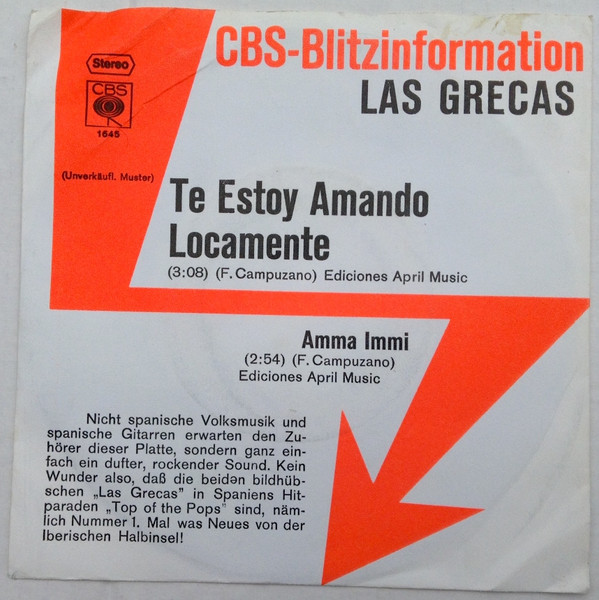 CBS-Blitzinformation
Stereo
LAS GRECAS
CBS
1645
(Unverkäufl. Muster)
Te Estoy Amando
Locamente
(3:08) (F. Campuzano) Ediciones April Music
Amma Immi
(2:54) (F. Campuzano)
Ediciones April Music
Nicht spanische Volksmusik und
spanische Gitarren erwarten den Zu-
hörer dieser Platte, sondern ganz ein-
fach ein dufter, rockender Sound. Kein
Wunder also, daß die beiden bildhüb-
schen „Las Grecas" in Spaniens Hit-
paraden „Top of the Pops" sind, näm-
lich Nummer 1. Mal was Neues von der
Iberischen Halbinsel!